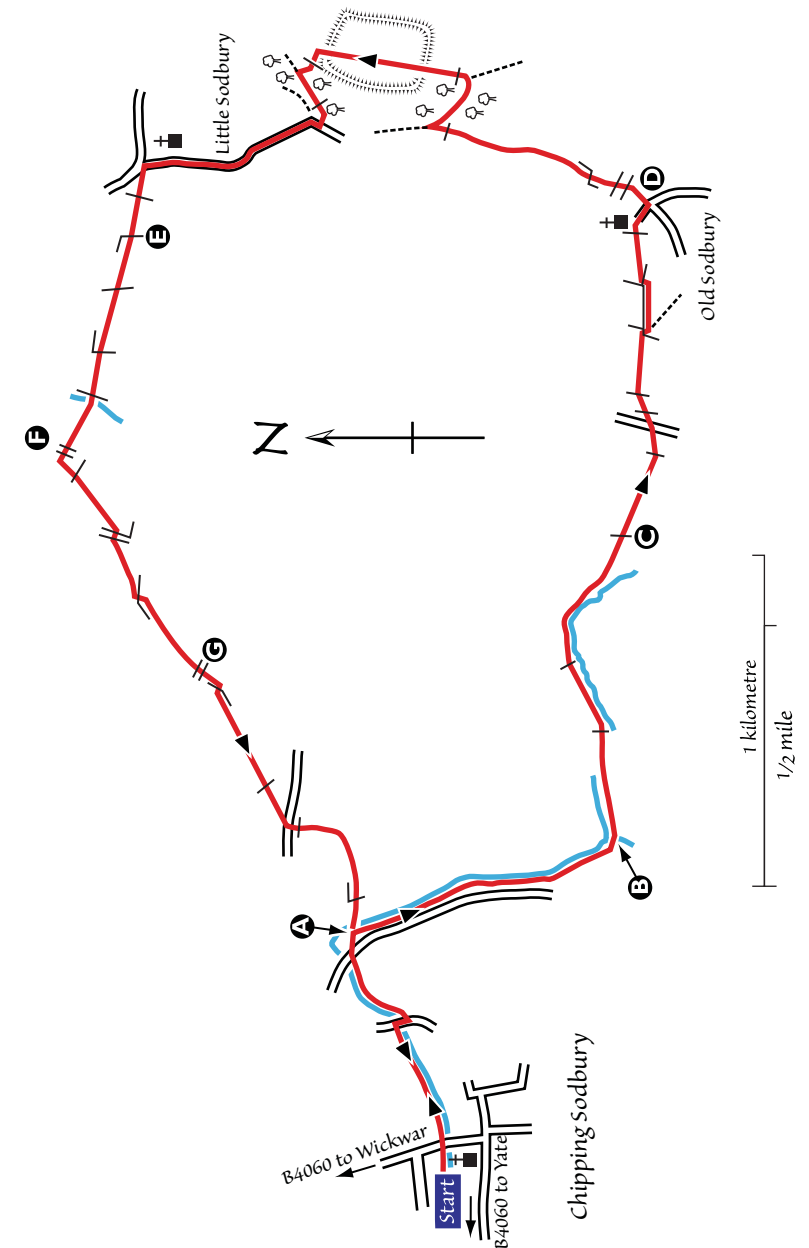 Little Sodbury
E
F
D
Old Sodbury
N
C
G
1 kilometre
1/2 mile
A
B
B4060 to Wickwar
Start
B4060 to Yate
Chipping Sodbury